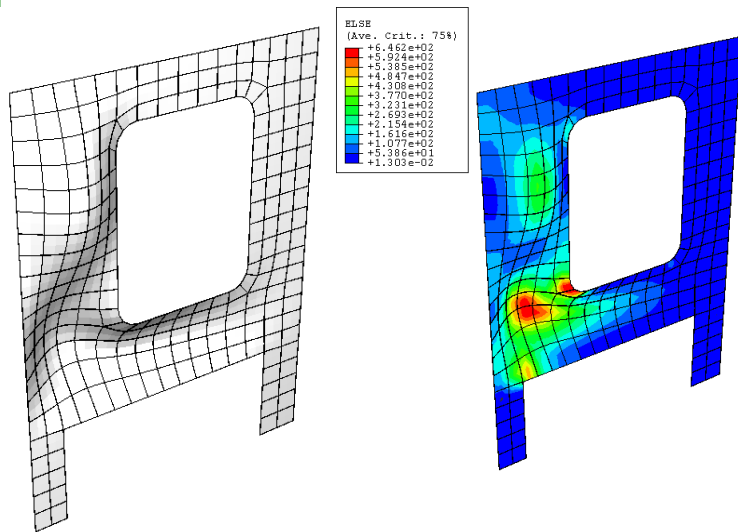 ELSE
(Ave. Crit.: 75%)
+6.462e+02
+5.924e+02
+5.385e+02
+4.847e+02
+4.308e+02
+3.770e+02
+3.231e+02
+2.693e+02
+2.154e+02
+1.616e+02
+1.077e+02
+5.386e+01
+1.303e-02